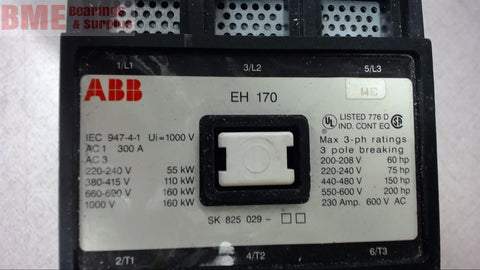 BME Bearings & Surplus
1/L1 3/L2 5/L3
ABB
EH 170
IEC 947-4-1 Ui=1000 V
AC 1 300 A
AC 3
220-240 V 55 kW
380-415 V 110 kW
660-690 V 160 kW
1000 V 160 kW
UL LISTED 776 D
IND. CONT EQ SA
Max 3-ph ratings
3 pole breaking
200-208 V 60 hp
220-240 V 75 hp
440-480 V 150 hp
550-600 V 200 hp
230 Amp. 600 V AC
SK 825 029 - □□
2/T1 4/T2 6/T3